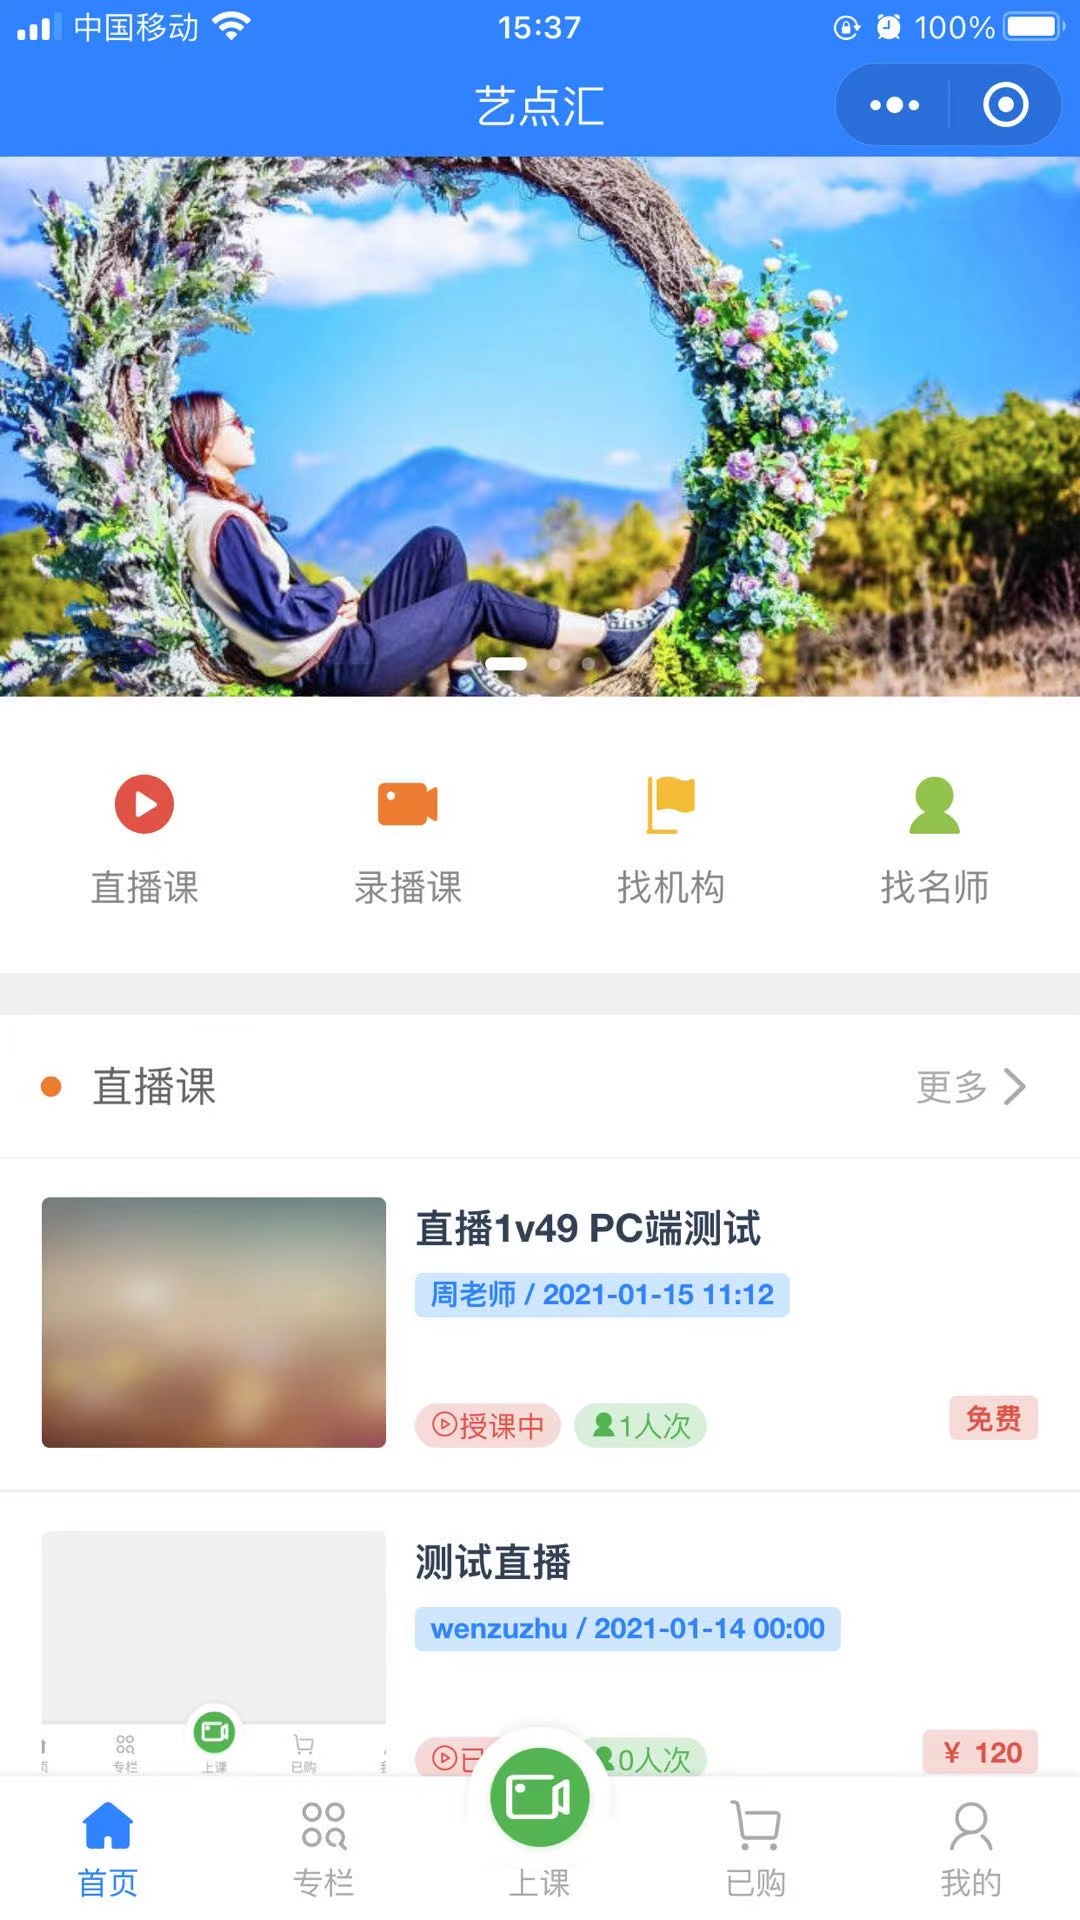 中国移动
15:37
100%
艺点汇
直播课
录播课
找机构
找名师
直播课
更多
直播1v49 PC端测试
周老师 / 2021-01-15 11:12
授课中
1人次
免费
测试直播
wenzuzhu / 2021-01-14 00:00
专栏
上课
已购
已
0人次
¥ 120
首页
专栏
上课
已购
我的